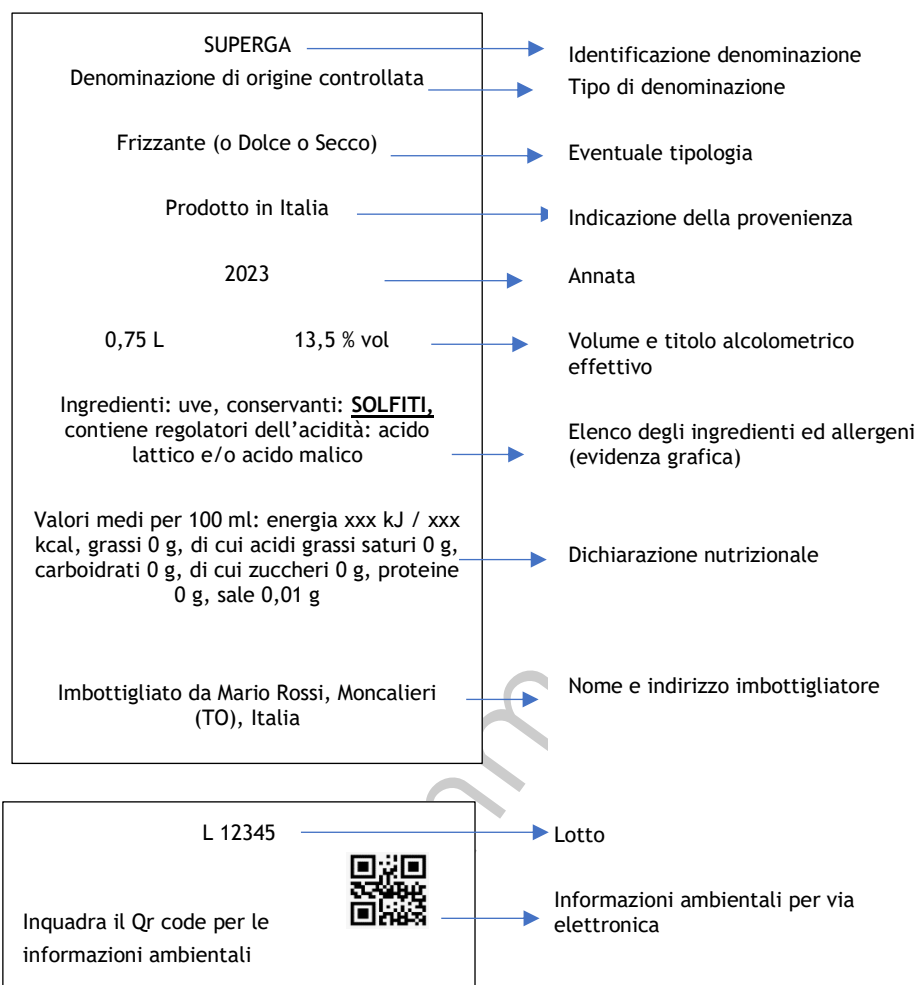 SUPERGA
Identificazione denominazione
Denominazione di origine controllata
Tipo di denominazione
Frizzante (o Dolce o Secco)
Eventuale tipologia
Prodotto in Italia
Indicazione della provenienza
2023
Annata
0,75 L 13,5 % vol
Volume e titolo alcolometrico
effettivo
Ingredienti: uve, conservanti: SOLFITI,
contiene regolatori dell'acidità: acido
lattico e/o acido malico
Elenco degli ingredienti ed allergeni
(evidenza grafica)
Valori medi per 100 ml: energia xxx kJ / xxx
kcal, grassi 0 g, di cui acidi grassi saturi 0 g,
carboidrati 0 g, di cui zuccheri 0 g, proteine
0 g, sale 0,01 g
Dichiarazione nutrizionale
Imbottigliato da Mario Rossi, Moncalieri
(TO), Italia
Nome e indirizzo imbottigliatore
L 12345
Lotto
Inquadra il Qr code per le
informazioni ambientali
Informazioni ambientali per via
elettronica